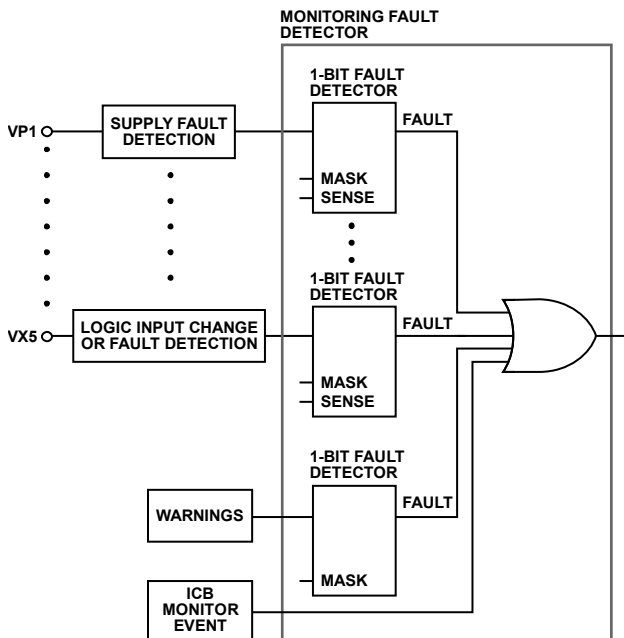 MONITORING FAULT
DETECTOR
1-BIT FAULT
DETECTOR
VP1
SUPPLY FAULT
DETECTION
FAULT
MASK
SENSE
1-BIT FAULT
DETECTOR
VX5
LOGIC INPUT CHANGE
OR FAULT DETECTION
FAULT
MASK
SENSE
1-BIT FAULT
DETECTOR
WARNINGS
FAULT
MASK
ICB
MONITOR
EVENT